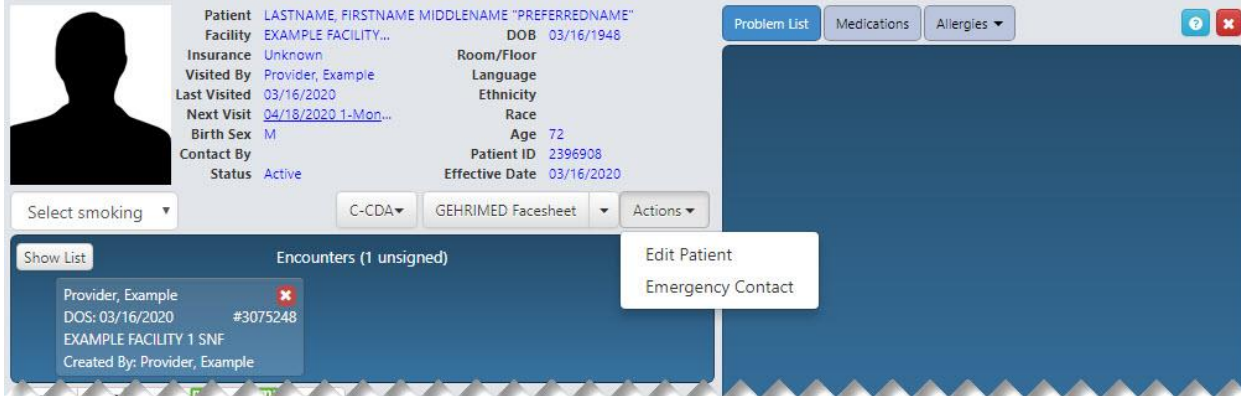 Patient LASTNAME, FIRSTNAME MIDDLENAME "PREFERREDNAME"
Facility EXAMPLE FACILITY... DOB 03/16/1948
Insurance Unknown Room/Floor
Visited By Provider, Example Language
Last Visited 03/16/2020 Ethnicity
Next Visit 04/18/2020 1-Mon... Race
Birth Sex M Age 72
Contact By Patient ID 2396908
Status Active Effective Date 03/16/2020
Select smoking C-CDA GEHRIMED Facesheet Actions
Edit Patient
Emergency Contact
Show List Encounters (1 unsigned)
Provider, Example
DOS: 03/16/2020 #3075248
EXAMPLE FACILITY 1 SNF
Created By: Provider, Example
Problem List Medications Allergies